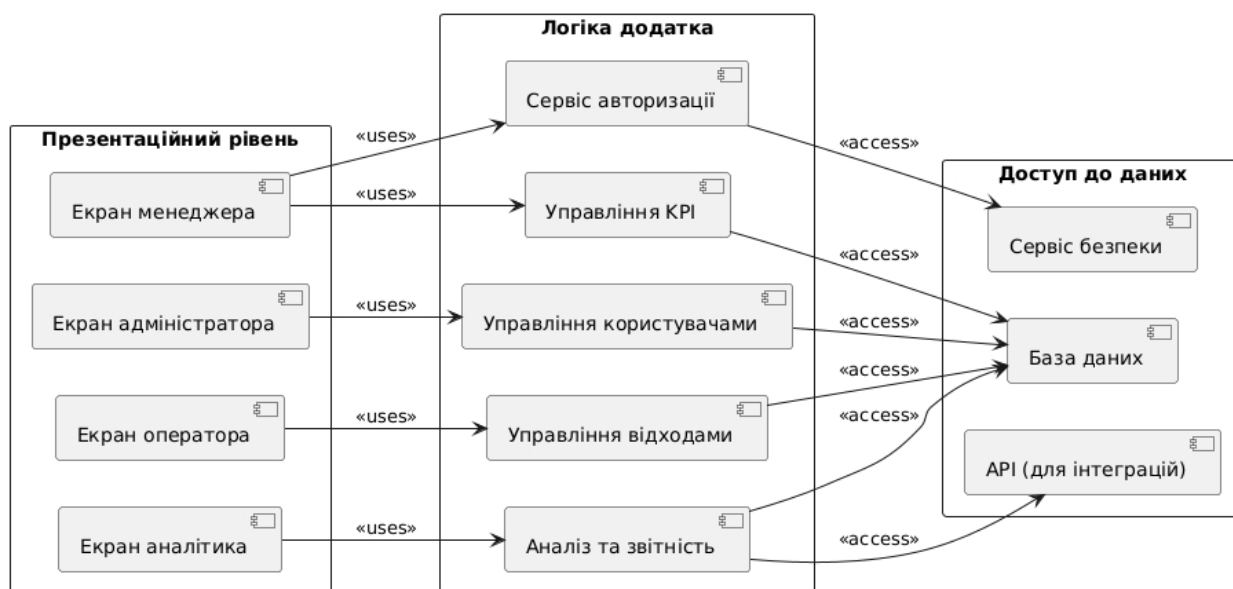 Презентаційний рівень
Екран менеджера
Екран адміністратора
Екран оператора
Екран аналітика
«uses»
«uses»
«uses»
«uses»
«uses»
Логіка додатка
Сервіс авторизації
Управління KPI
Управління користувачами
Управління відходами
Аналіз та звітність
«access»
«access»
«access»
«access»
«access»
«access»
Доступ до даних
Сервіс безпеки
База даних
API (для інтеграцій)